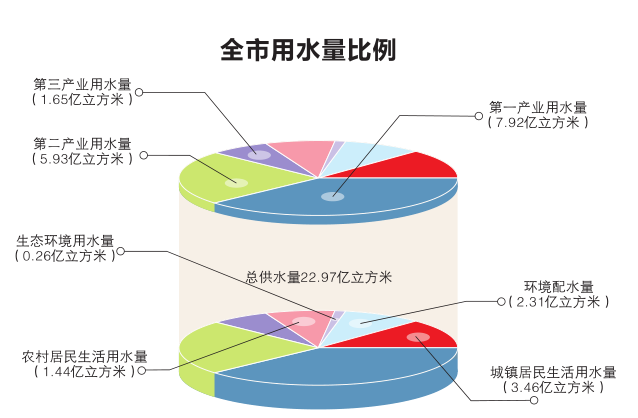 全市用水量比例
第三产业用水量
(1.65亿立方米)
第一产业用水量
(7.92亿立方米)
第二产业用水量
(5.93亿立方米)
生态环境用水量
(0.26亿立方米)
总供水量22.97亿立方米
环境配水量
(2.31亿立方米)
农村居民生活用水量
(1.44亿立方米)
城镇居民生活用水量
(3.46亿立方米)